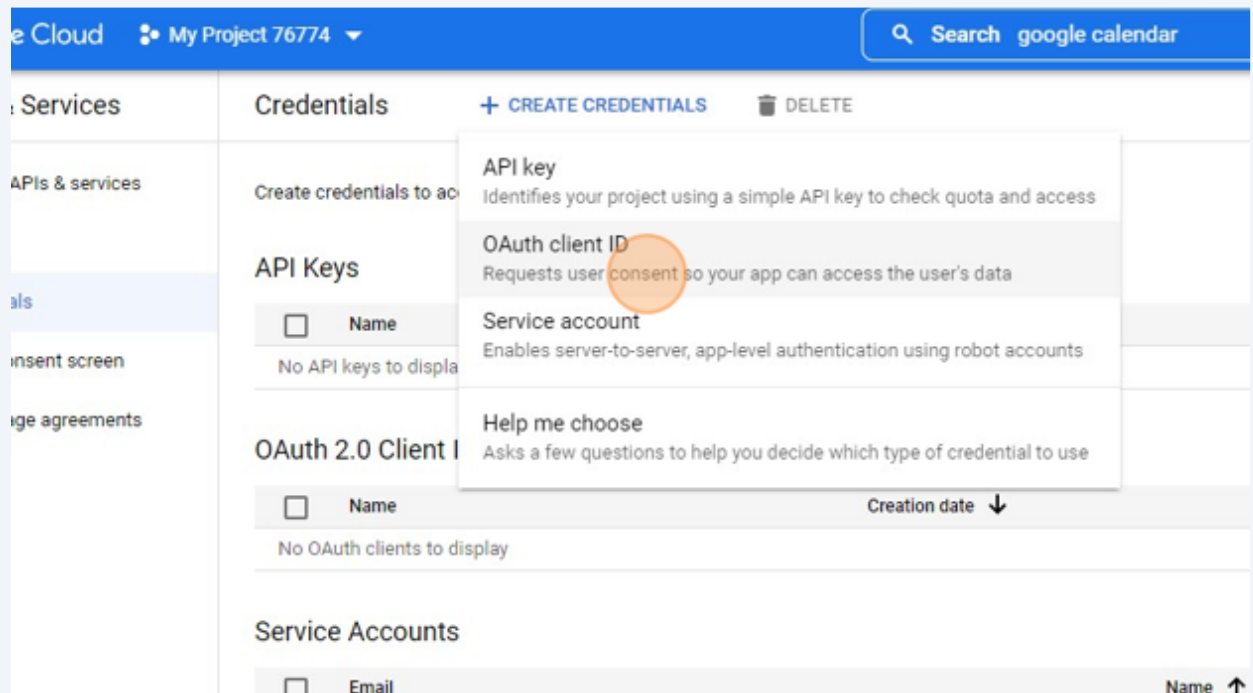 e Cloud My Project 76774 Search google calendar
& Services Credentials + CREATE CREDENTIALS DELETE
API key
APIs & services Create credentials to acc Identifies your project using a simple API key to check quota and access
OAuth client ID
API Keys Requests user consent so your app can access the user's data
als
Service account
Name
Enables server-to-server, app-level authentication using robot accounts
onsent screen No API keys to displa
age agreements Help me choose
OAuth 2.0 Client I Asks a few questions to help you decide which type of credential to use
Name Creation date ↓
No OAuth clients to display
Service Accounts
Email Name ↑